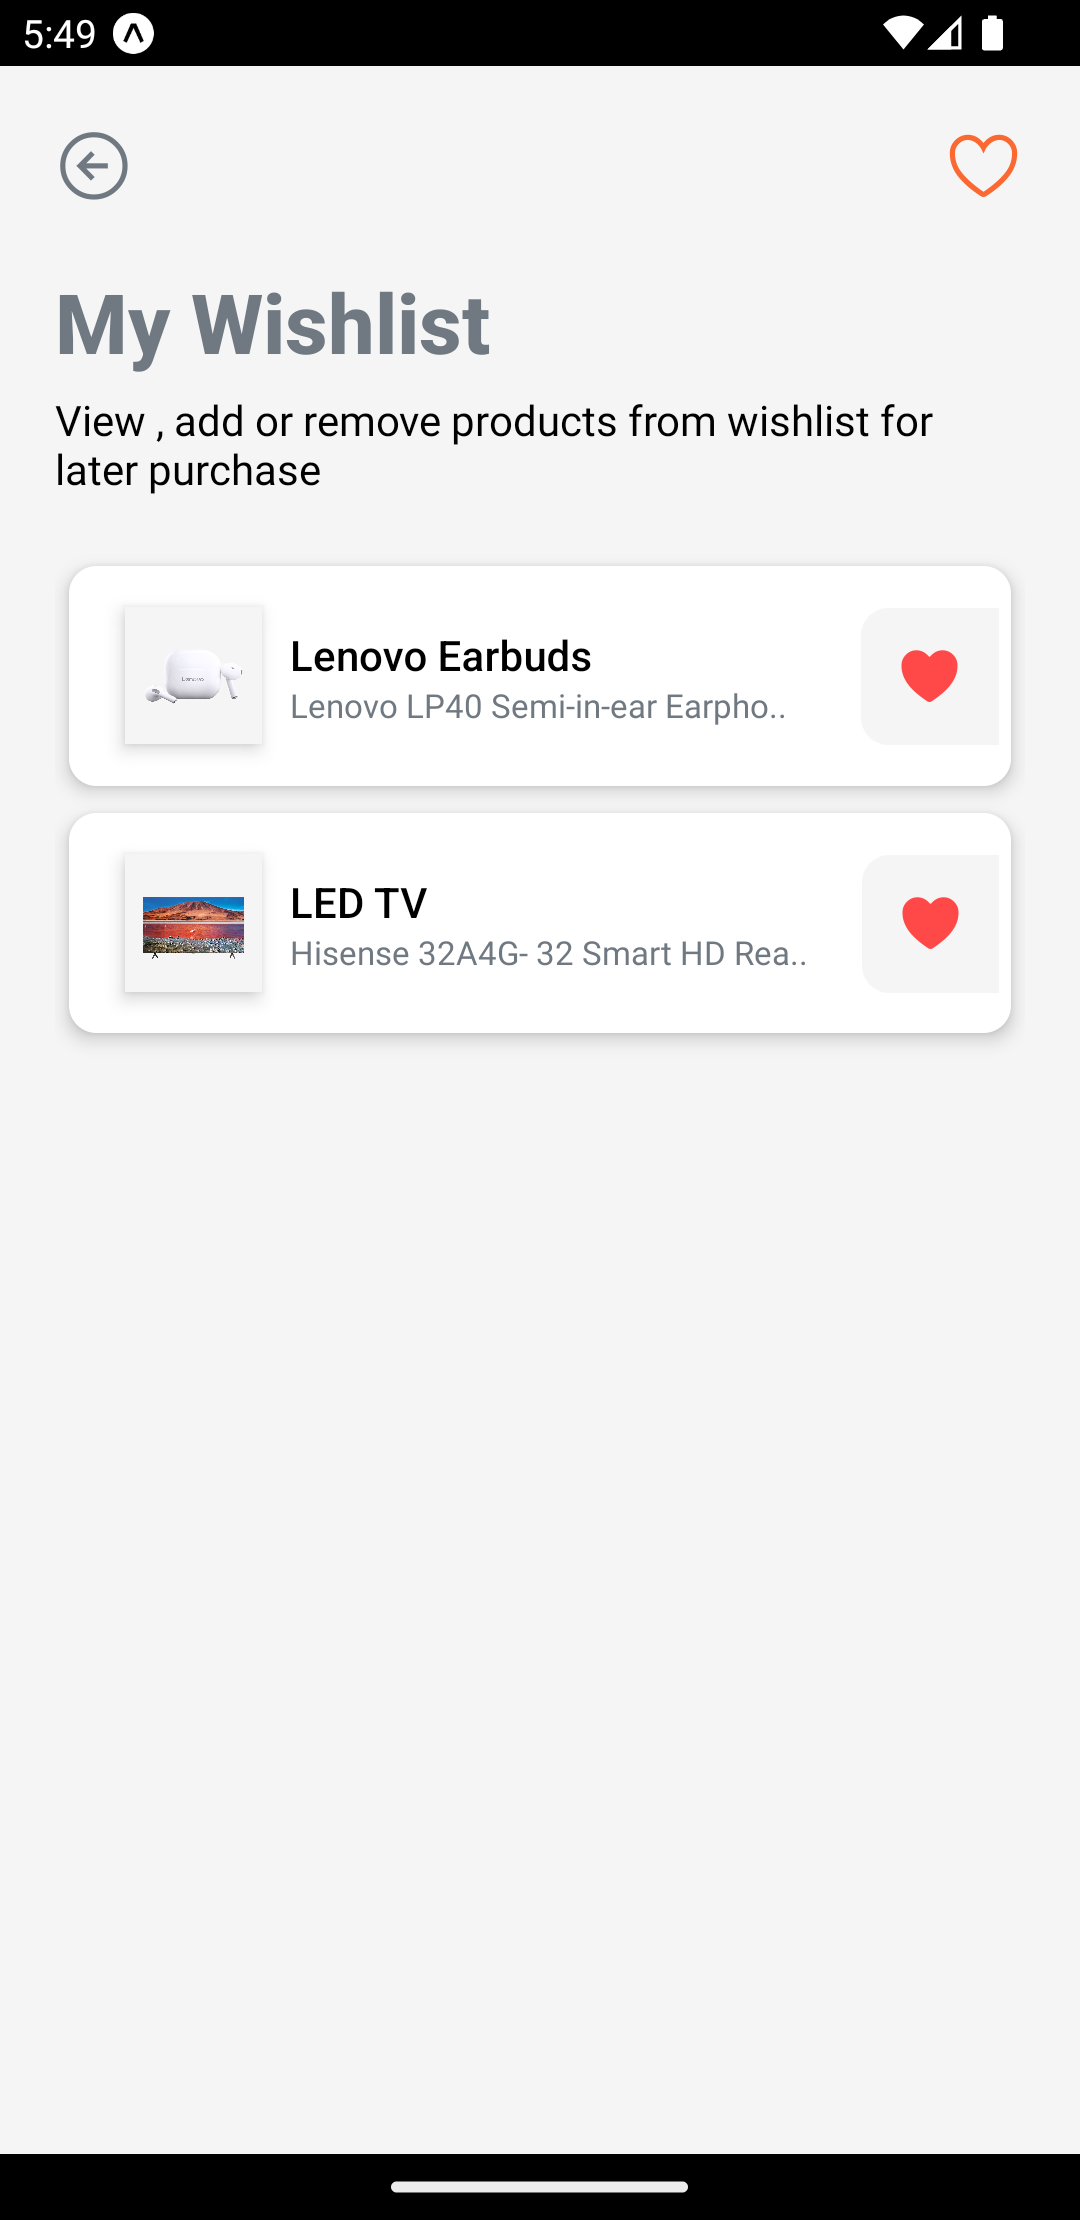 5:49
My Wishlist
View , add or remove products from wishlist for
later purchase
Lenovo Earbuds
Lenovo LP40 Semi-in-ear Earpho..
Lenovo
LED TV
Hisense 32A4G- 32 Smart HD Rea..